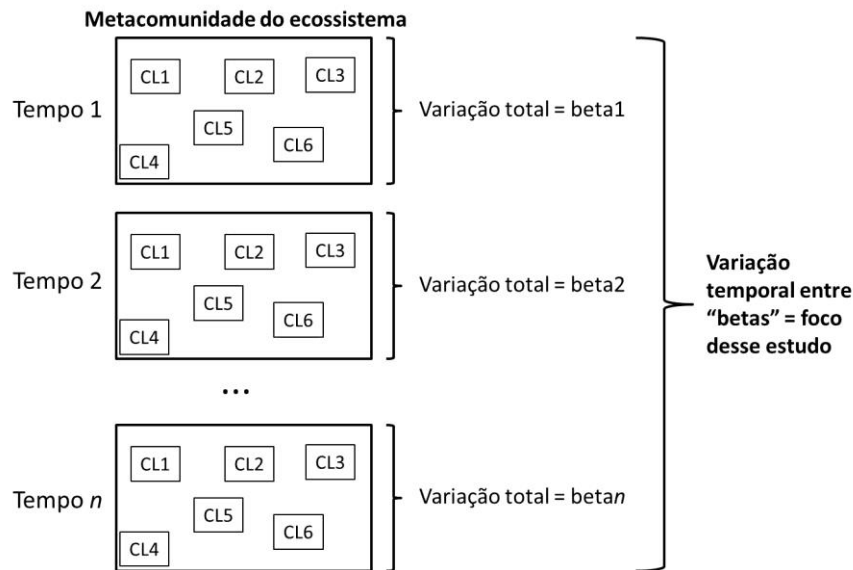 Metacomunidade do ecossistema
Tempo 1
CL1
CL2
CL3
CL5
CL6
CL4
Variação total = beta1
Tempo 2
CL1
CL2
CL3
CL5
CL6
CL4
Variação total = beta2
...
Tempo n
CL1
CL2
CL3
CL5
CL6
CL4
Variação total = betan
Variação
temporal entre
“betas” = foco
desse estudo